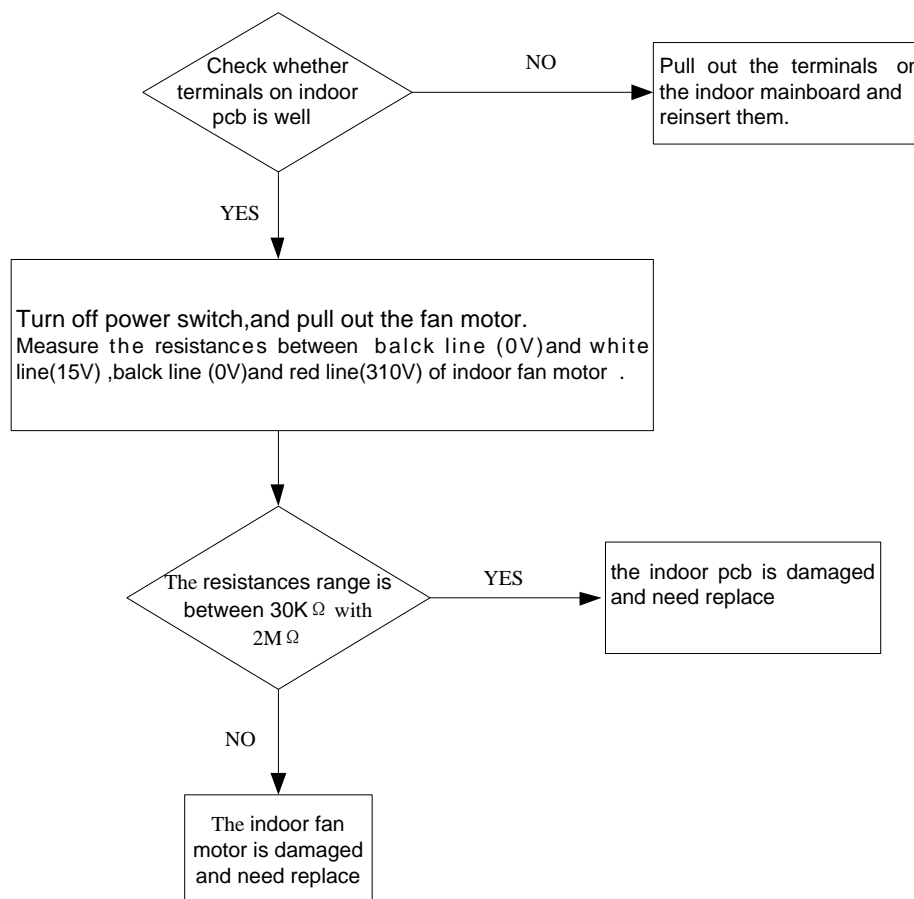 Check whether
terminals on indoor
pcb is well
NO
Pull out the terminals or
the indoor mainboard and
reinsert them.
YES
Turn off power switch,and pull out the fan motor.
Measure the resistances between balck line (0V)and white
line(15V) ,balck line (0V)and red line(310V) of indoor fan motor .
The resistances range is
between 30KΩ with
2MΩ
YES
the indoor pcb is damaged
and need replace
NO
The indoor fan
motor is damaged
and need replace